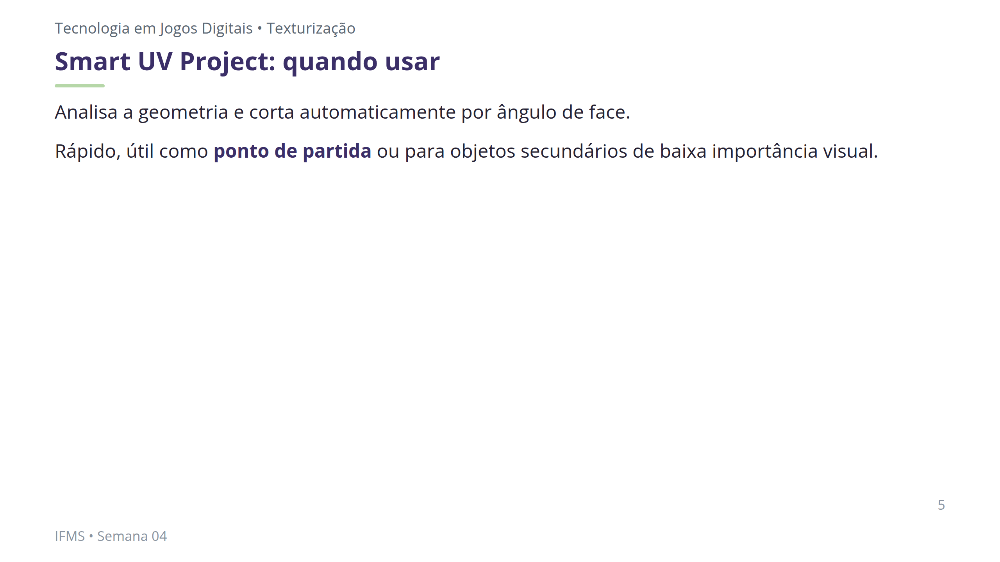 Tecnologia em Jogos Digitais • Texturização
Smart UV Project: quando usar
Analisa a geometria e corta automaticamente por ângulo de face.
Rápido, útil como ponto de partida ou para objetos secundários de baixa importância visual.
5
IFMS • Semana 04